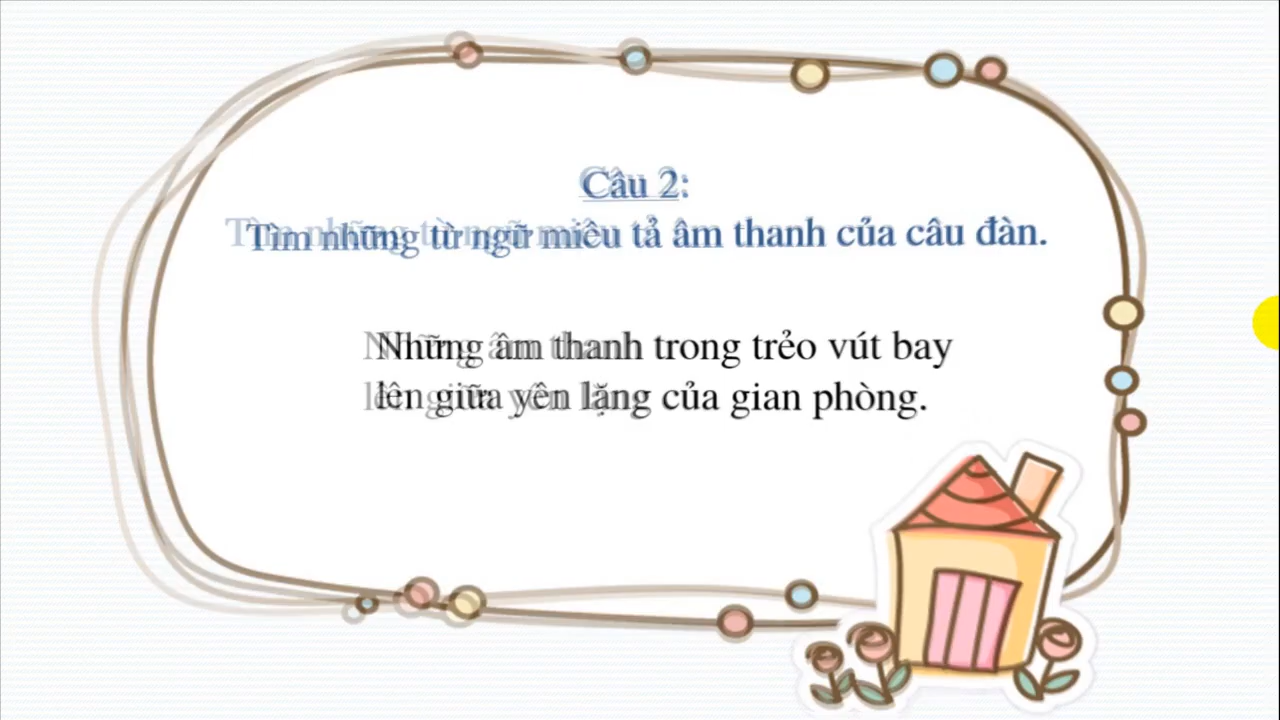 Câu 2:
Tìm những từ ngữ miêu tả âm thanh của câu đàn.
Những âm thanh trong trẻo vút bay
lên giữa yên lặng của gian phòng.